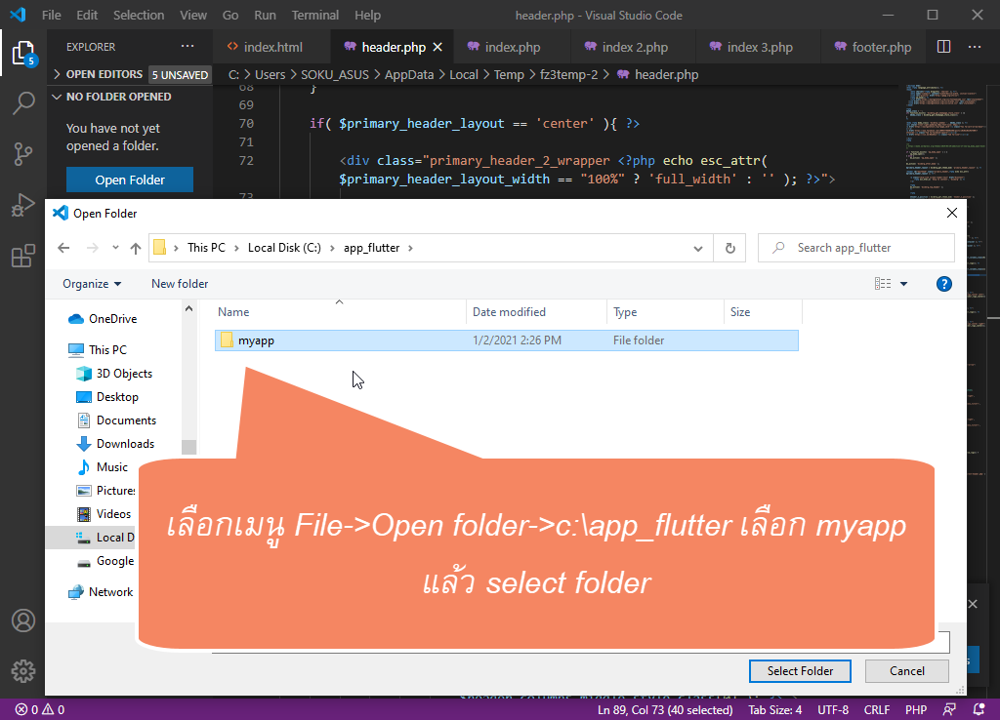 File Edit Selection View Go Run Terminal Help
header.php - Visual Studio Code
EXPLORER
index.html
header.php
index.php
index 2.php
index 3.php
footer.php
OPEN EDITORS 5 UNSAVED
C: > Users > SOKU_ASUS > AppData > Local > Temp > fz3temp-2 > header.php
NO FOLDER OPENED
You have not yet
opened a folder.
Open Folder
5
68 }
69
70 if( $primary_header_layout == 'center' ){ ?>
71
72 <div class="primary_header_2_wrapper <?php echo esc_attr(
$primary_header_layout_width == "100%" ? 'full_width' : '' ); ?>">
73
Open Folder
This PC > Local Disk (C:) > app_flutter >
Search app_flutter
Organize
New folder
?
OneDrive
This PC
3D Objects
Desktop
Documents
Downloads
Music
Pictures
Videos
Local D
Google
Network
Name Date modified Type Size
myapp 1/2/2021 2:26 PM File folder
เลือกเมนู File->Open folder->c:\app_flutter เลือก myapp
แล้ว select folder
Select Folder
Cancel
0 0
Ln 89, Col 73 (40 selected) Tab Size: 4 UTF-8 CRLF PHP